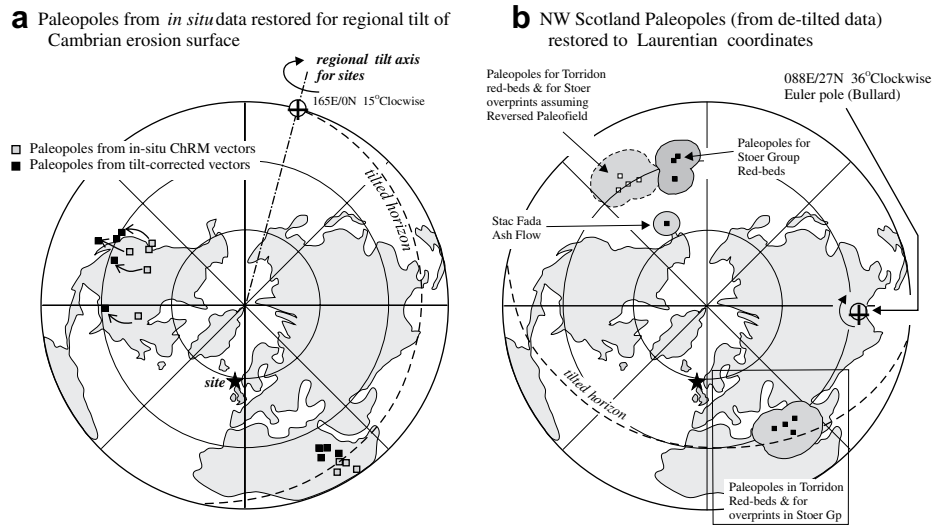 a Paleopoles from in situ data restored for regional tilt of
Cambrian erosion surface
regional tilt axis
for sites
165E/0N 15°Cloclwise
Paleopoles from in-situ ChRM vectors
Paleopoles from tilt-corrected vectors
tilted horizon
site
b NW Scotland Paleopoles (from de-tilted data)
restored to Laurentian coordinates
Paleopoles for Torridon
red-beds & for Stoer
overprints assuming
Reversed Paleofield
088E/27N 36°Clockwise
Euler pole (Bullard)
Paleopoles for
Stoer Group
Red-beds
Stac Fada
Ash Flow
tilted horizon
Paleopoles in Torridon
Red-beds & for
overprints in Stoer Gp